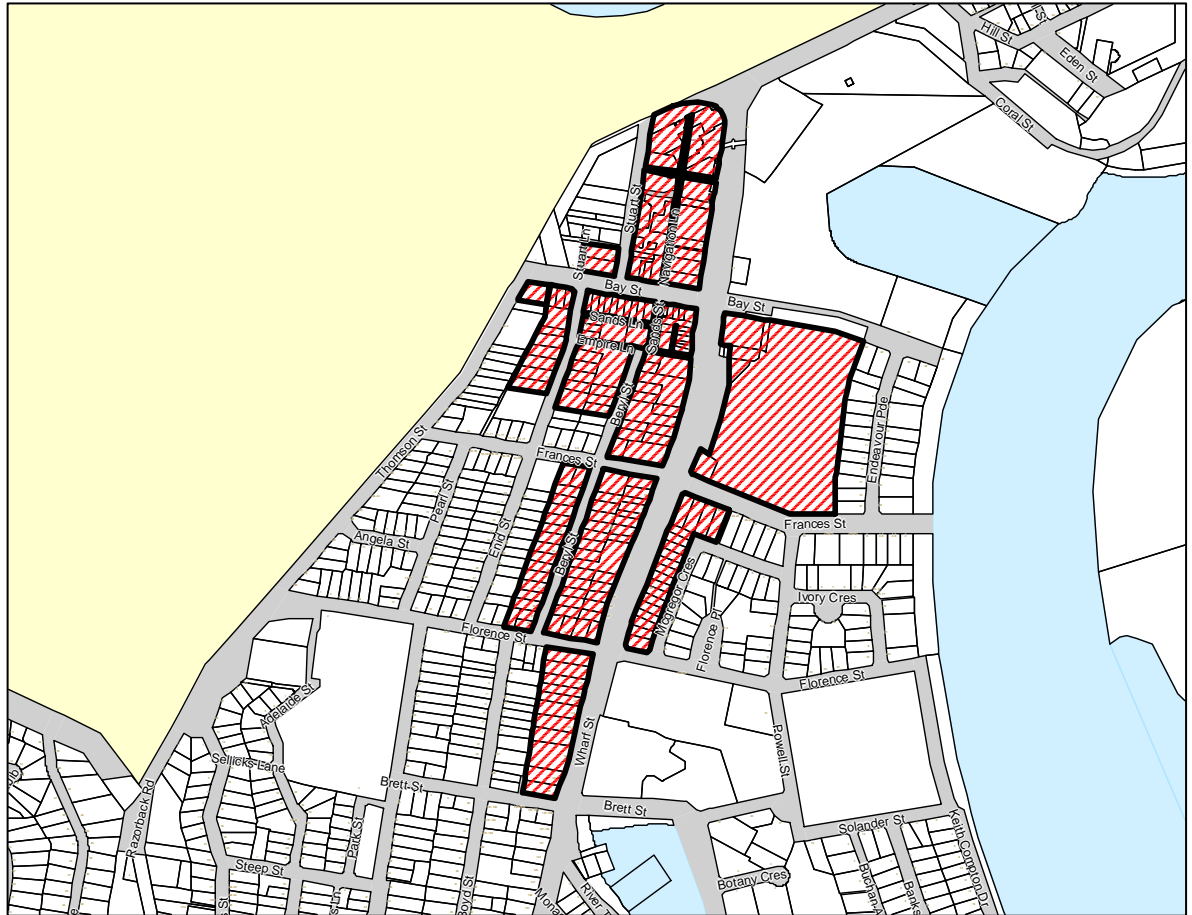 Hill St
Eden St
Coral St
Stuart St
Navigation Ln
Stuart Ln
Bay St
Bay St
Sands Ln
Sands St
Empire Ln
Beryl St
Endeavour Pde
Thomson St
Frances St
Pearl St
Enid St
Frances St
Angela St
Beryl St
Mcgregor Cres
Ivory Cres
Florence St
Florence Pl
Florence St
Adelaide St
Wharf St
Powell St
Sellicks Lane
Razorback Rd
Brett St
Brett St
Park St
Solander St
Keith Compton Dr
Steep St
Botany Cres
Boyd St
River T
Buchan A
Banks
Mona